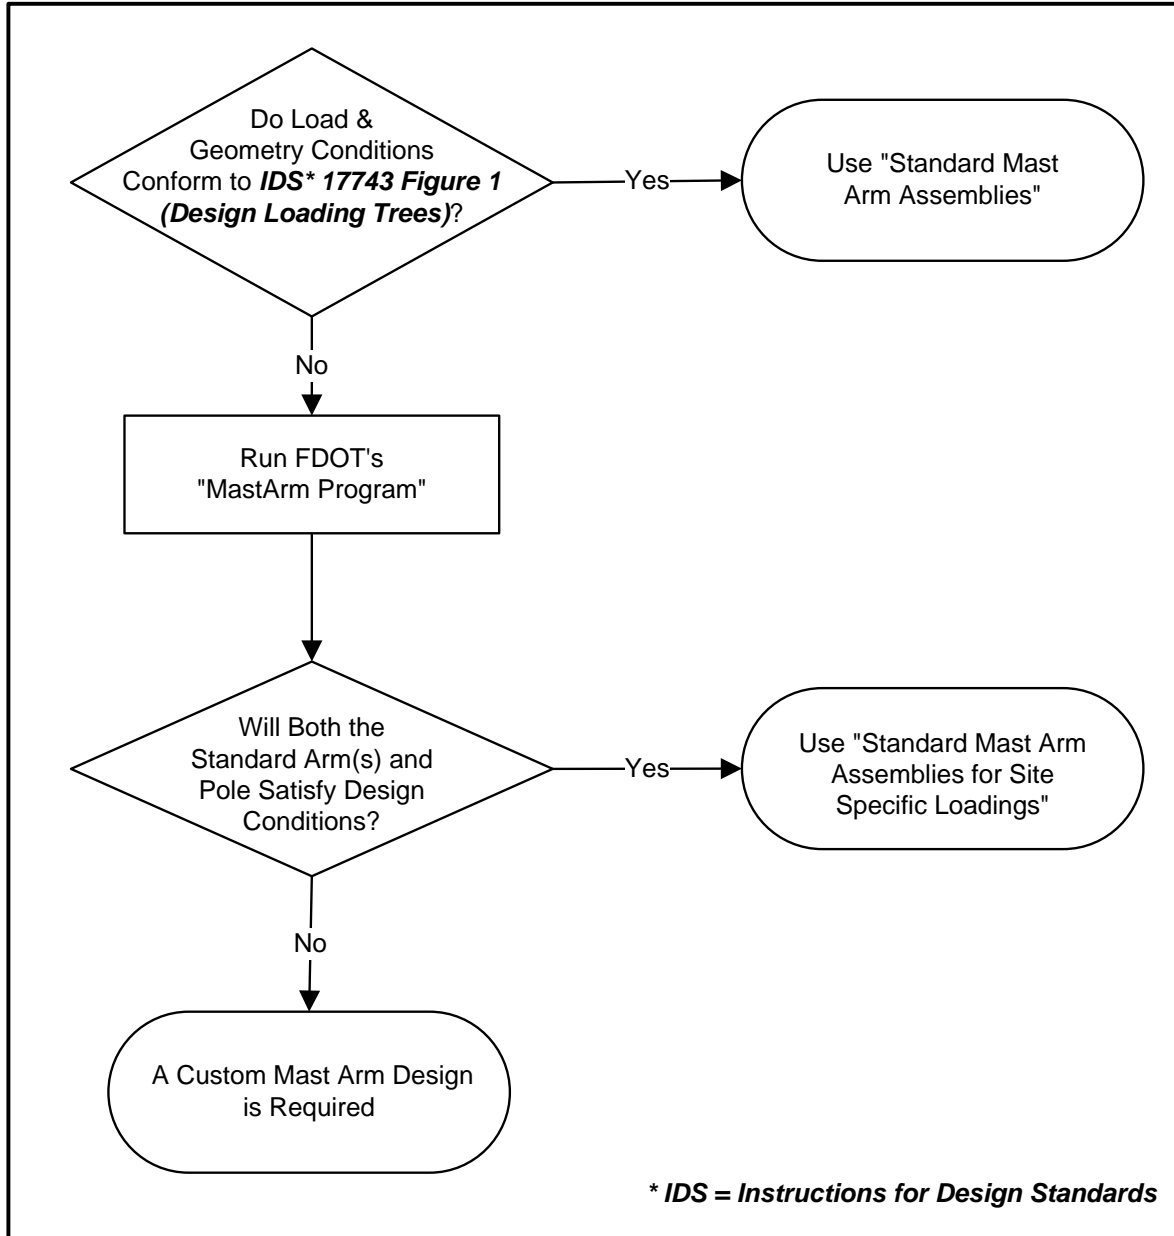 Do Load &
Geometry Conditions
Conform to IDS* 17743 Figure 1
(Design Loading Trees)?
Yes
Use "Standard Mast
Arm Assemblies"
No
Run FDOT's
"MastArm Program"
Will Both the
Standard Arm(s) and
Pole Satisfy Design
Conditions?
Yes
Use "Standard Mast Arm
Assemblies for Site
Specific Loadings"
No
A Custom Mast Arm Design
is Required
* IDS = Instructions for Design Standards